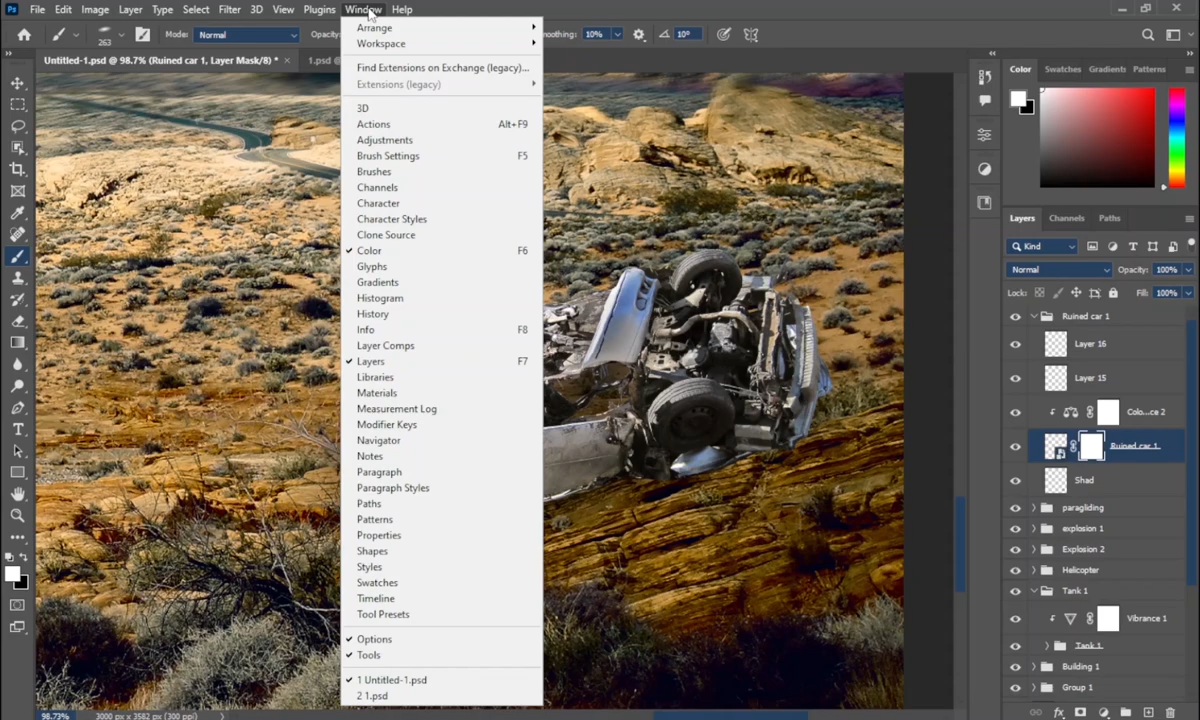 Ps File Edit Image Layer Type Select Filter 3D View Plugins Window Help
263 Mode: Normal Opacity moothing: 10% 10°
Untitled-1.psd @ 98.7% (Ruined car 1, Layer Mask/8) * × 1.psd @
Arrange
Workspace
Find Extensions on Exchange (legacy)...
Extensions (legacy)
3D
Actions Alt+F9
Adjustments
Brush Settings F5
Brushes
Channels
Character
Character Styles
Clone Source
Color F6
Glyphs
Gradients
Histogram
History
Info F8
Layer Comps
Layers F7
Libraries
Materials
Measurement Log
Modifier Keys
Navigator
Notes
Paragraph
Paragraph Styles
Paths
Patterns
Properties
Shapes
Styles
Swatches
Timeline
Tool Presets
Options
Tools
1 Untitled-1.psd
2 1.psd
Color Swatches Gradients Patterns
Layers Channels Paths
Kind
Normal Opacity: 100%
Lock: Fill: 100%
Ruined car 1
Layer 16
Layer 15
Colo...ce 2
Ruined car 1
Shad
paragliding
explosion 1
Explosion 2
Helicopter
Tank 1
Vibrance 1
Tank 1
Building 1
Group 1
fx
98.73% 3000 px x 3582 px (300 ppi)